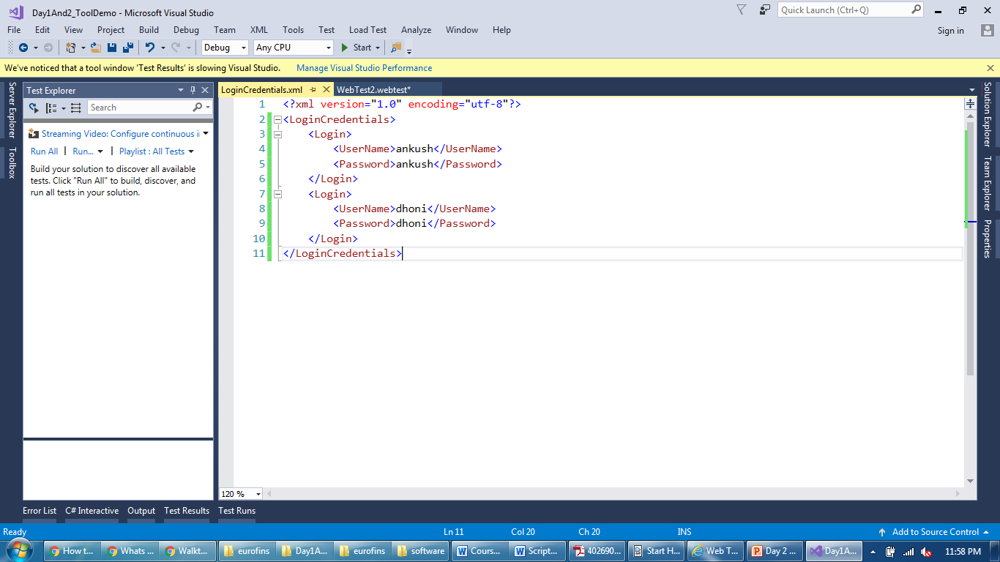 Day1And2_ToolDemo - Microsoft Visual Studio
Quick Launch (Ctrl+Q)
File Edit View Project Build Debug Team XML Tools Test Load Test Analyze Window Help
Sign in
Debug Any CPU Start
We've noticed that a tool window 'Test Results' is slowing Visual Studio. Manage Visual Studio Performance
Server Explorer
Toolbox
Test Explorer
Search
Streaming Video: Configure continuous i
Run All | Run... | Playlist : All Tests
Build your solution to discover all available
tests. Click "Run All" to build, discover, and
run all tests in your solution.
LoginCredentials.xml WebTest2.webtest*
1 <?xml version="1.0" encoding="utf-8"?>
2 <LoginCredentials>
3 <Login>
4 <UserName>ankush</UserName>
5 <Password>ankush</Password>
6 </Login>
7 <Login>
8 <UserName>dhoni</UserName>
9 <Password>dhoni</Password>
10 </Login>
11 </LoginCredentials>
Solution Explorer
Team Explorer
Properties
120 %
Error List C# Interactive Output Test Results Test Runs
Ready Ln 11 Col 20 Ch 20 INS Add to Source Control
How t... Whats ... Walkt... eurofins Day1A... eurofins software Cours... Script... 402690... Start H... Web T... Day 2 ... Day1A... 11:58 PM